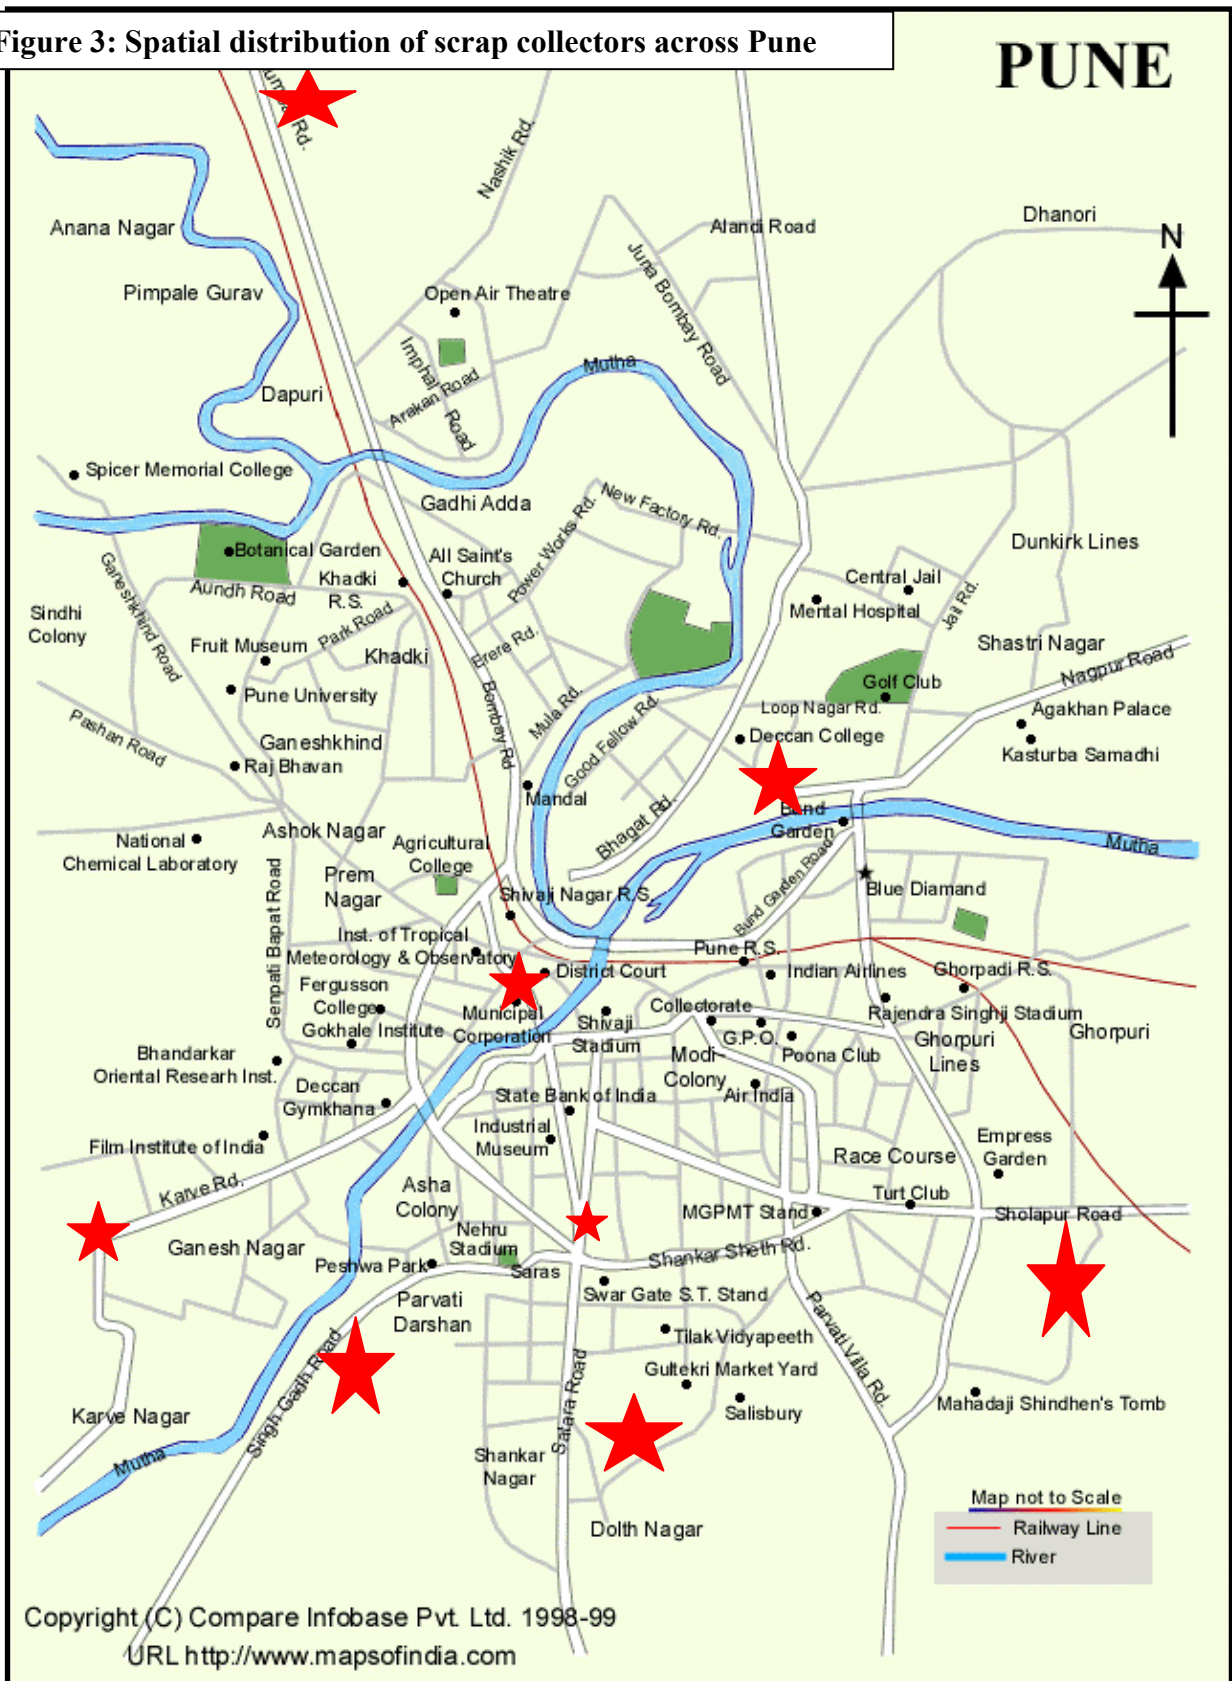 Figure 3: Spatial distribution of scrap collectors across Pune
PUNE
Rd.
Nashik Rd.
Anana Nagar
Alandi Road
Dhanori
N
Juna Bombay Road
Pimpale Gurav
Open Air Theatre
Imphal
Road
Arakan Road
Mutha
Dapuri
Spicer Memorial College
Gadhi Adda
New Factory Rd.
Power Works Rd.
Botanical Garden
All Saint's
Church
Dunkirk Lines
Ganeshkhind Road
Aundh Road
Khadki
R.S.
Central Jail
Mental Hospital
Jail Rd.
Sindhi
Colony
Park Road
Fruit Museum
Khadki
Erere Rd.
Shastri Nagar
Nagpur Road
Pune University
Bombay Rd
Mula Rd.
Good Fellow Rd.
Golf Club
Loop Nagar Rd.
Agakhan Palace
Pashan Road
Ganeshkhind
Deccan College
Kasturba Samadhi
Raj Bhavan
Mandal
Bhagat Rd.
Bund
Garden
National
Chemical Laboratory
Ashok Nagar
Agricultural
College
Mutha
Prem
Nagar
Shivaji Nagar R.S.
Bund Garden Road
Blue Diamand
Senpati Bapat Road
Inst. of Tropical
Meteorology & Observatory
Pune R.S.
District Court
Indian Airlines
Ghorpadi R.S.
Fergusson
College
Municipal
Corporation
Shivaji
Stadium
Collectorate
Rajendra Singhji Stadium
Gokhale Institute
G.P.O.
Poona Club
Ghorpuri
Lines
Ghorpuri
Bhandarkar
Oriental Researh Inst.
Modi-
Colony
Deccan
Gymkhana
State Bank of India
Air India
Industrial
Museum
Film Institute of India
Race Course
Empress
Garden
Karve Rd.
Asha
Colony
Turt Club
Nehru
Stadium
MGPMT Stand
Sholapur Road
Ganesh Nagar
Peshwa Park
Saras
Shankar Sheth Rd.
Swar Gate S.T. Stand
Parvati
Darshan
Tilak Vidyapeeth
Parvati Villa Rd.
Singh Gadh Road
Satara Road
Gultekri Market Yard
Salisbury
Mahadaji Shindhen's Tomb
Karve Nagar
Mutha
Shankar
Nagar
Dolth Nagar
Map not to Scale
Railway Line
River
Copyright (C) Compare Infobase Pvt. Ltd. 1998-99
URL http://www.mapsofindia.com